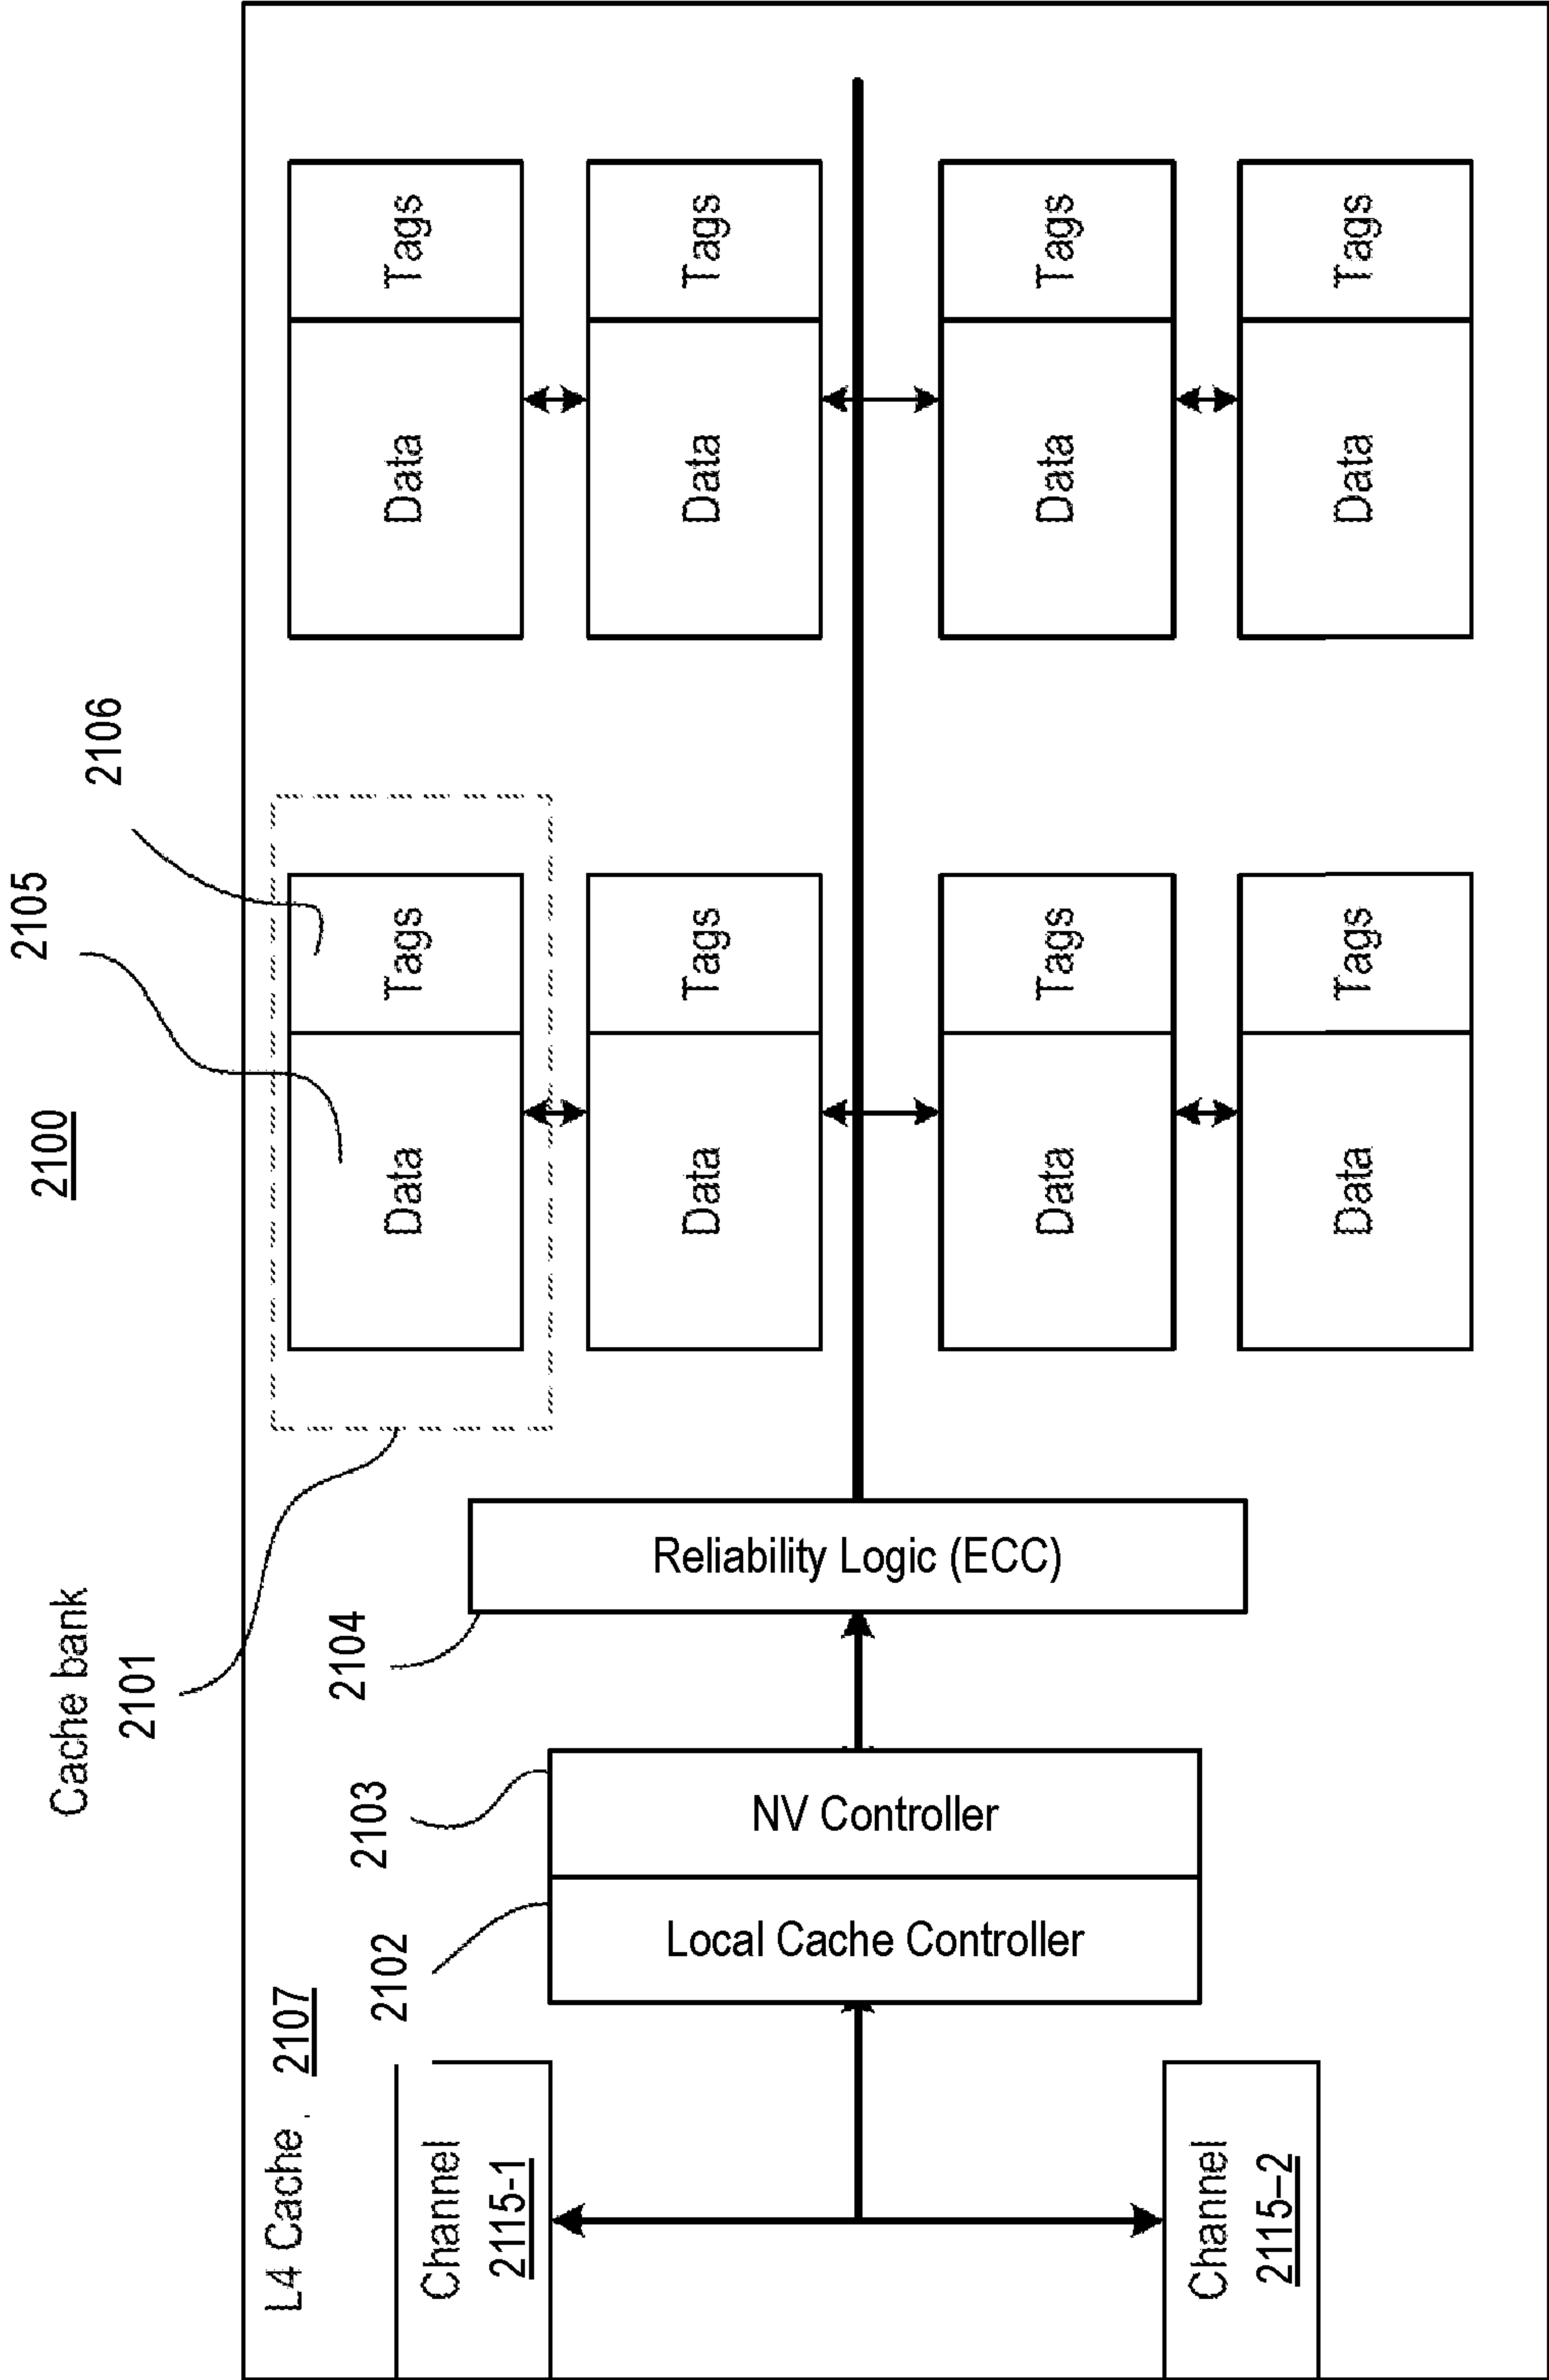 2100
Cache bank
2101
2105
2106
L4 Cache
2107
2102
2103
2104
Channel
2115-1
Channel
2115-2
Local Cache Controller
NV Controller
Reliability Logic (ECC)
Data
Tags
Data
Tags
Data
Tags
Data
Tags
Data
Tags
Data
Tags
Data
Tags
Data
Tags